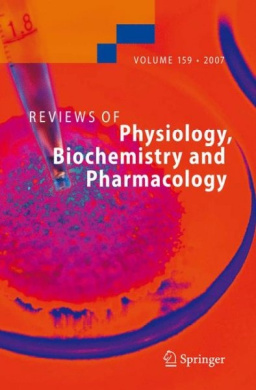 1.8
VOLUME 159 • 2007
REVIEWS OF
Physiology,
Biochemistry and
Pharmacology
Springer